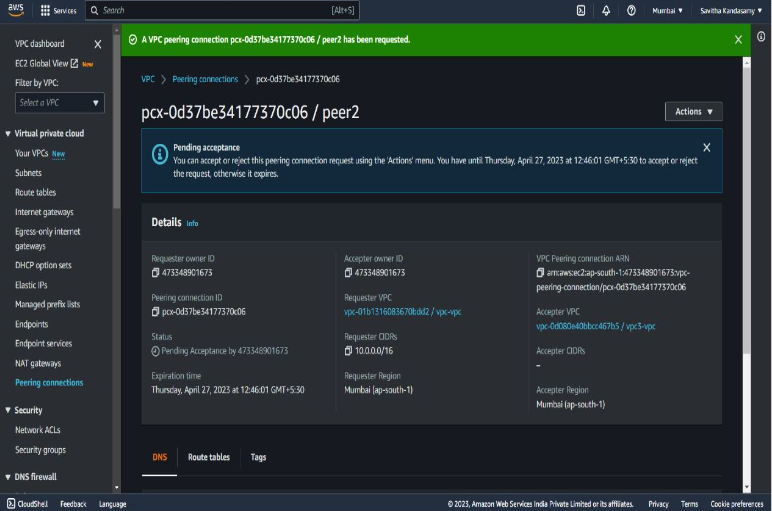 aws
Services
Search
[Alt+S]
Mumbai
Savitha Kandasamy
VPC dashboard
EC2 Global View New
Filter by VPC:
Select a VPC
Virtual private cloud
Your VPCs New
Subnets
Route tables
Internet gateways
Egress-only internet
gateways
DHCP option sets
Elastic IPs
Managed prefix lists
Endpoints
Endpoint services
NAT gateways
Peering connections
Security
Network ACLs
Security groups
DNS firewall
A VPC peering connection pcx-0d37be34177370c06 / peer2 has been requested.
VPC > Peering connections > pcx-0d37be34177370c06
pcx-0d37be34177370c06 / peer2
Actions
Pending acceptance
You can accept or reject this peering connection request using the 'Actions' menu. You have until Thursday, April 27, 2023 at 12:46:01 GMT+5:30 to accept or reject
the request, otherwise it expires.
Details Info
Requester owner ID
473348901673
Peering connection ID
pcx-0d37be34177370c06
Status
Pending Acceptance by 473348901673
Expiration time
Thursday, April 27, 2023 at 12:46:01 GMT+5:30
Accepter owner ID
473348901673
Requester VPC
vpc-01b1316083670bdd2 / vpc-vpc
Requester CIDRs
10.0.0.0/16
Requester Region
Mumbai (ap-south-1)
VPC Peering connection ARN
arn:aws:ec2:ap-south-1:473348901673:vpc-
peering-connection/pcx-0d37be34177370c06
Accepter VPC
vpc-0d080e40bbcc467b5 / vpc3-vpc
Accepter CIDRs
–
Accepter Region
Mumbai (ap-south-1)
DNS
Route tables
Tags
CloudShell
Feedback
Language
© 2023, Amazon Web Services India Private Limited or its affiliates.
Privacy
Terms
Cookie preferences